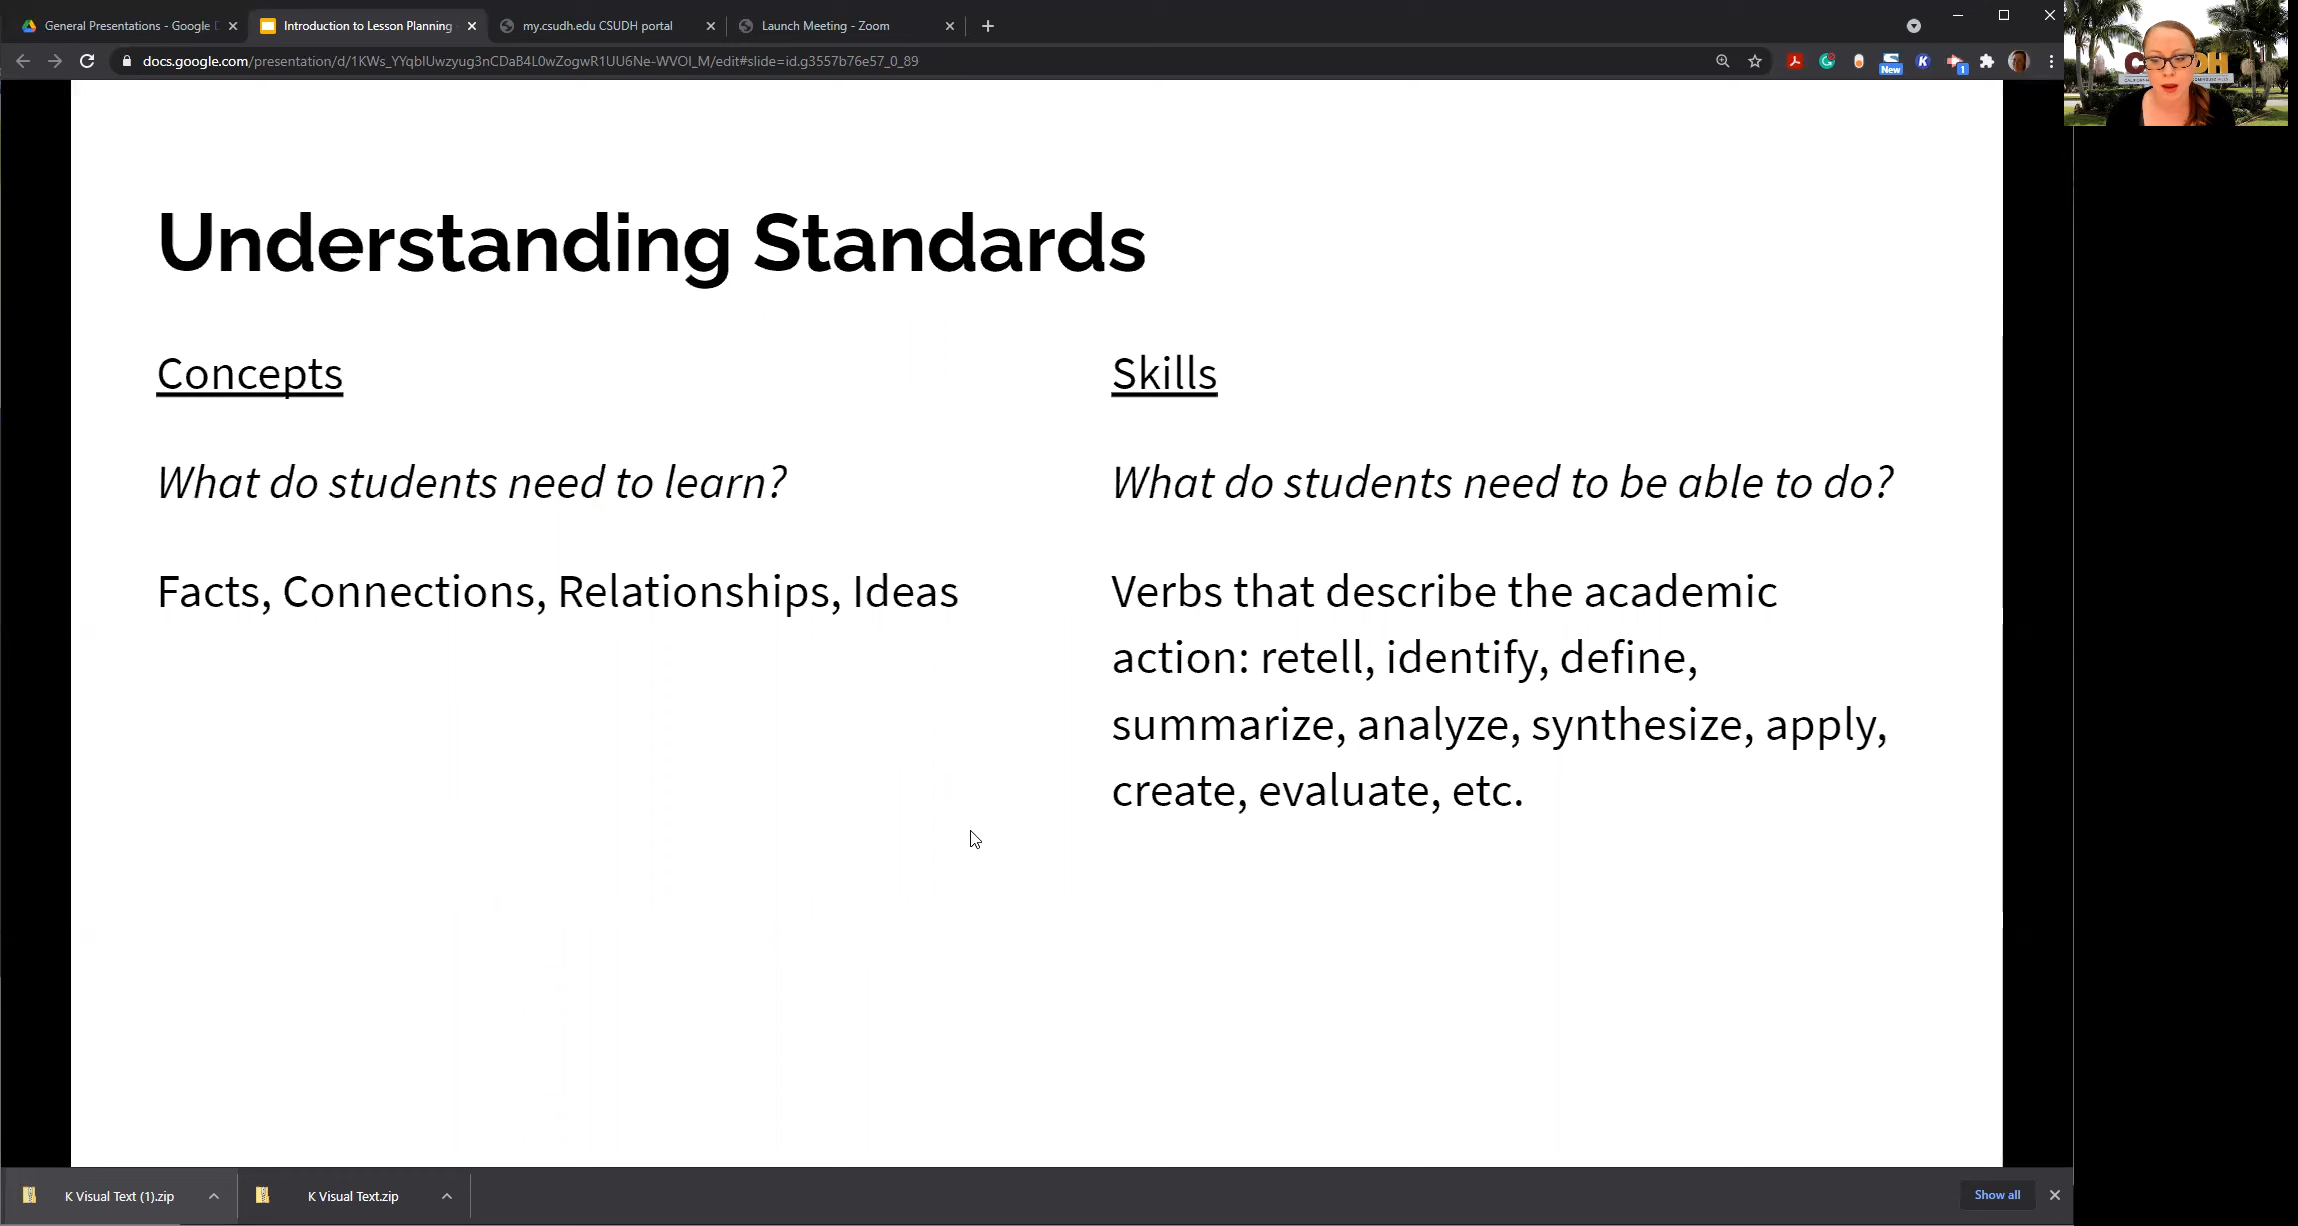 General Presentations - Google
Introduction to Lesson Planning
my.csudh.edu CSUDH portal
Launch Meeting - Zoom
docs.google.com/presentation/d/1KWs_YYqbIUwzyug3nCDaB4L0wZogwR1UU6Ne-WVOI_M/edit#slide=id.g3557b76e57_0_89
New
K
1
Understanding Standards
Concepts
What do students need to learn?
Facts, Connections, Relationships, Ideas
Skills
What do students need to be able to do?
Verbs that describe the academic
action: retell, identify, define,
summarize, analyze, synthesize, apply,
create, evaluate, etc.
K Visual Text (1).zip
K Visual Text.zip
Show all